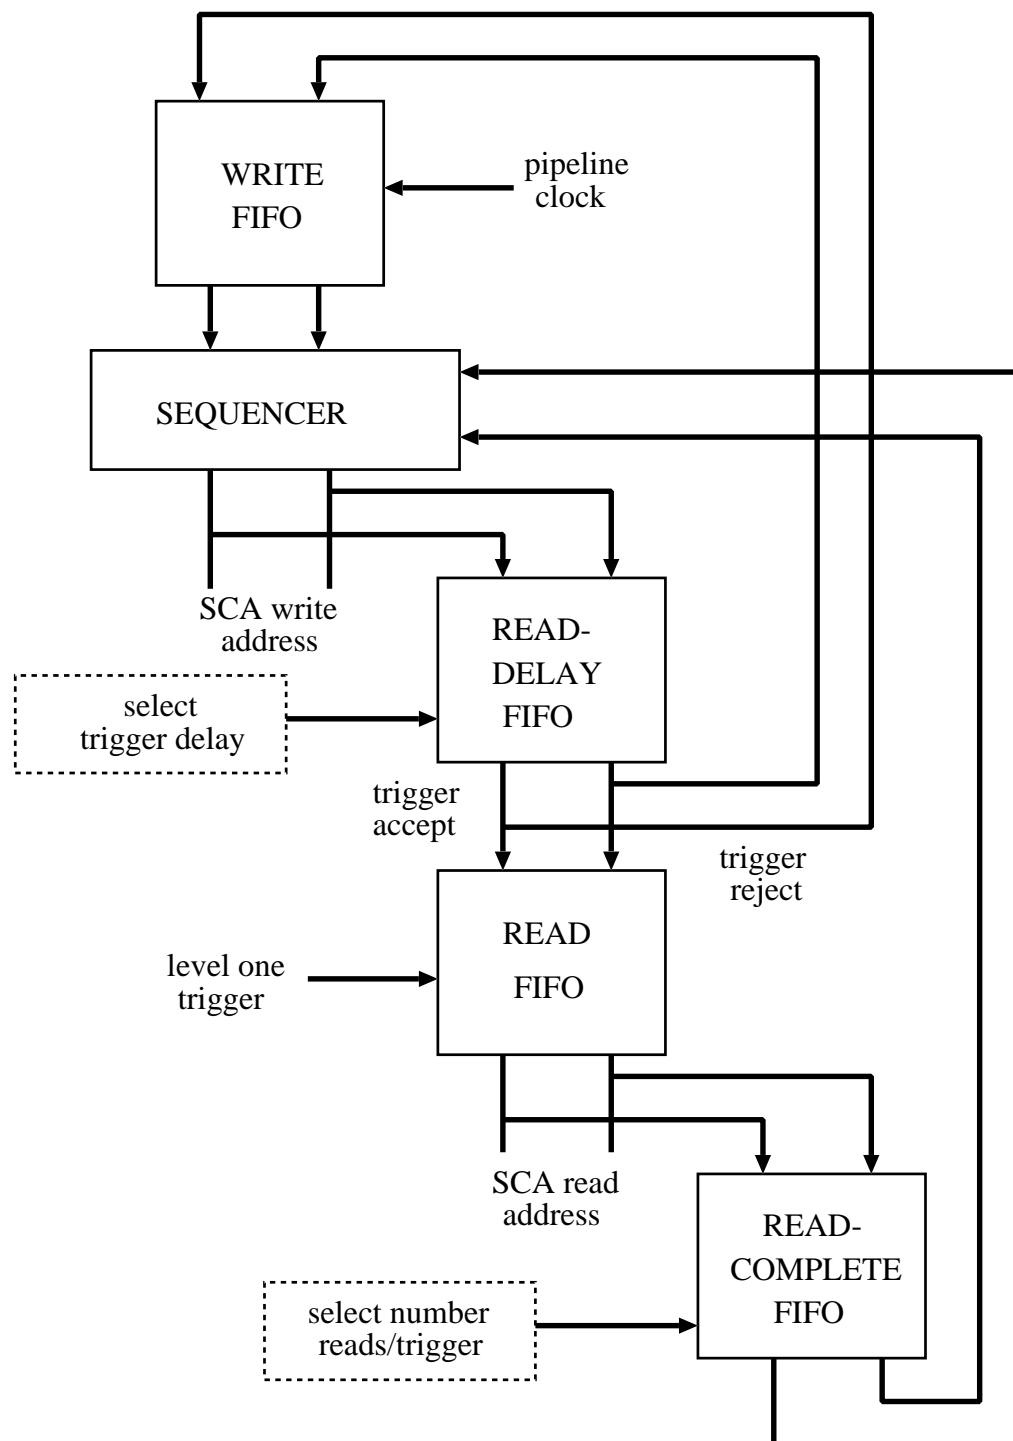 WRITE
FIFO
pipeline
clock
SEQUENCER
SCA write
address
READ-
DELAY
FIFO
select
trigger delay
trigger
accept
trigger
reject
READ
FIFO
level one
trigger
SCA read
address
READ-
COMPLETE
FIFO
select number
reads/trigger